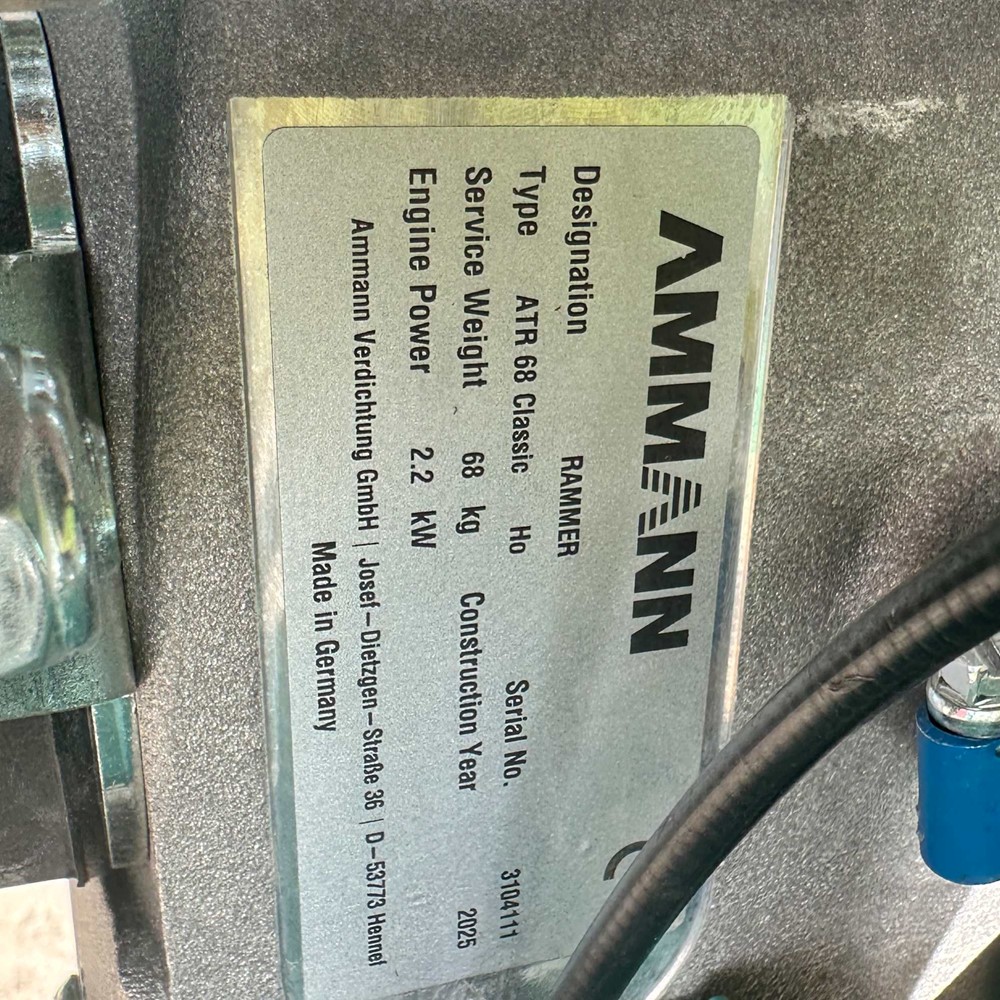 AMMANN
Designation RAMMER
Type ATR 68 Classic Ho Serial No. 3104111
Service Weight 68 kg Construction Year 2025
Engine Power 2.2 kW
Ammann Verdichtung GmbH | Josef-Dietzgen-Straße 36 | D-53773 Hennef
Made in Germany